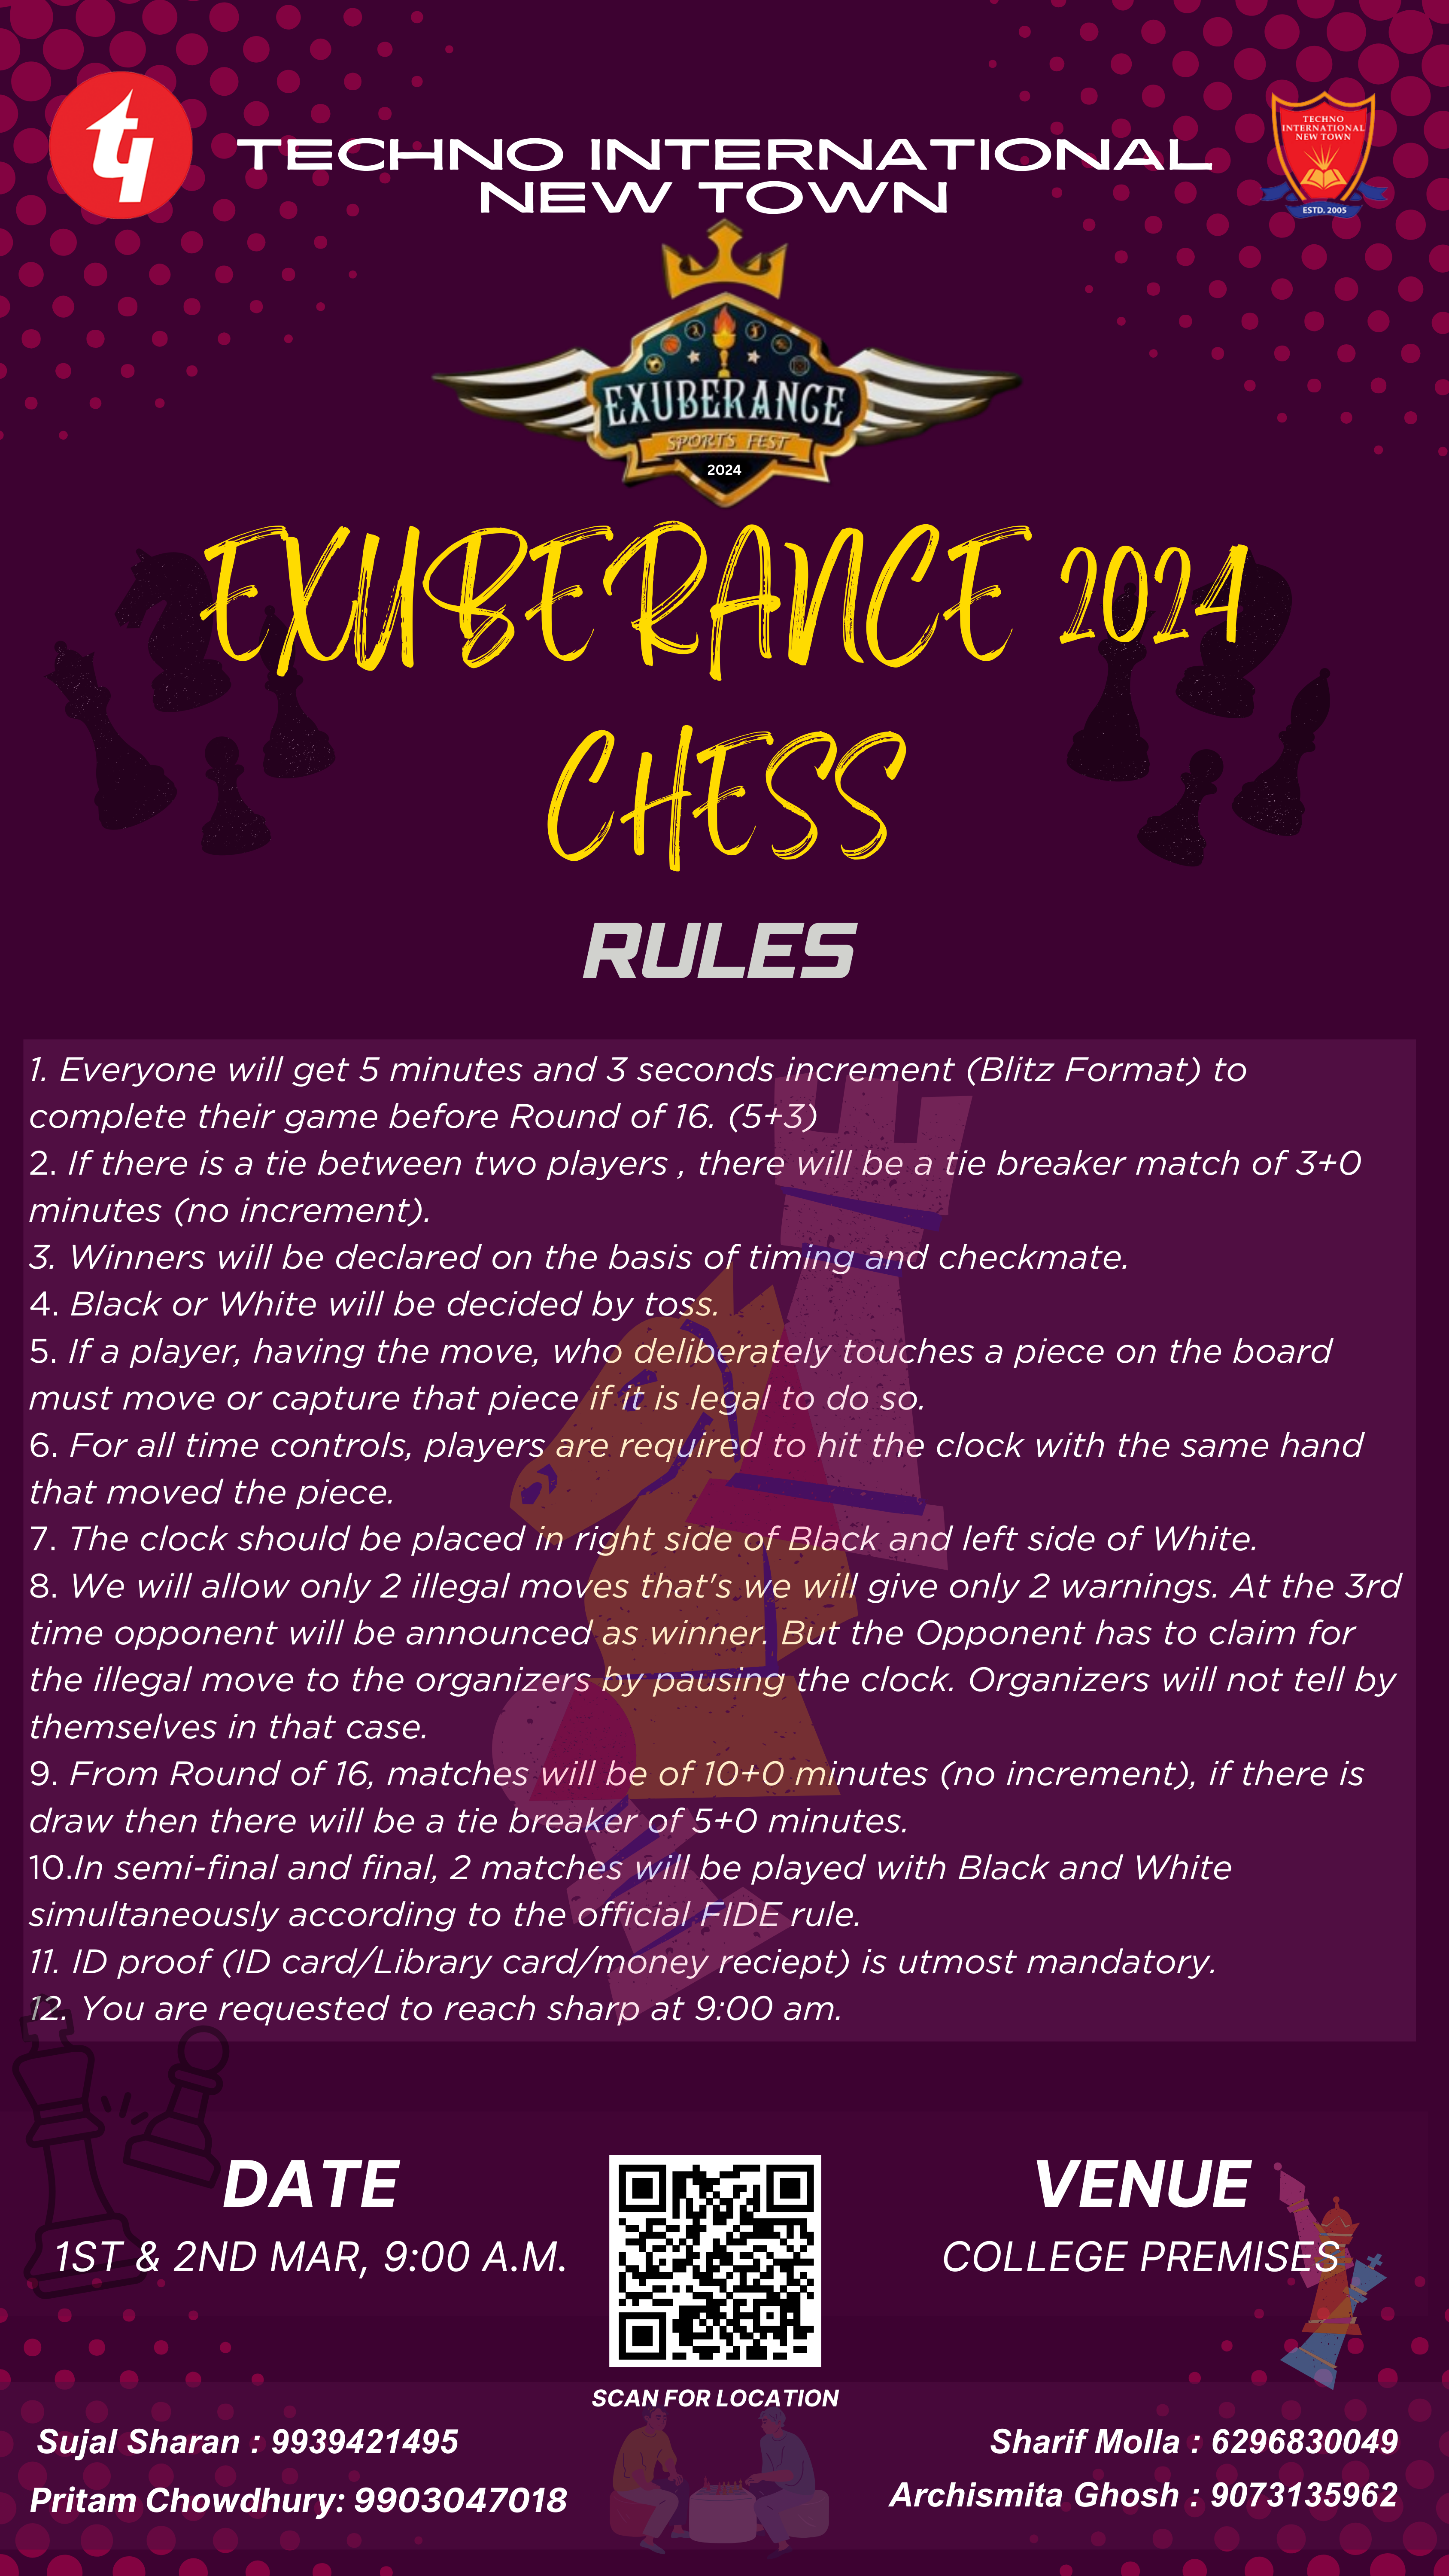 TECHNO INTERNATIONAL
NEW TOWN
TECHNO
INTERNATIONAL
NEW TOWN
ESTD. 2005
EXUBERANCE
SPORTS FEST
2024
EXUBERANCE 2024
CHESS
RULES
1. Everyone will get 5 minutes and 3 seconds increment (Blitz Format) to
complete their game before Round of 16. (5+3)
2. If there is a tie between two players , there will be a tie breaker match of 3+0
minutes (no increment).
3. Winners will be declared on the basis of timing and checkmate.
4. Black or White will be decided by toss.
5. If a player, having the move, who deliberately touches a piece on the board
must move or capture that piece if it is legal to do so.
6. For all time controls, players are required to hit the clock with the same hand
that moved the piece.
7. The clock should be placed in right side of Black and left side of White.
8. We will allow only 2 illegal moves that's we will give only 2 warnings. At the 3rd
time opponent will be announced as winner. But the Opponent has to claim for
the illegal move to the organizers by pausing the clock. Organizers will not tell by
themselves in that case.
9. From Round of 16, matches will be of 10+0 minutes (no increment), if there is
draw then there will be a tie breaker of 5+0 minutes.
10.In semi-final and final, 2 matches will be played with Black and White
simultaneously according to the official FIDE rule.
11. ID proof (ID card/Library card/money reciept) is utmost mandatory.
12. You are requested to reach sharp at 9:00 am.
DATE
1ST & 2ND MAR, 9:00 A.M.
VENUE
COLLEGE PREMISES
SCAN FOR LOCATION
Sujal Sharan : 9939421495
Pritam Chowdhury: 9903047018
Sharif Molla : 6296830049
Archismita Ghosh : 9073135962